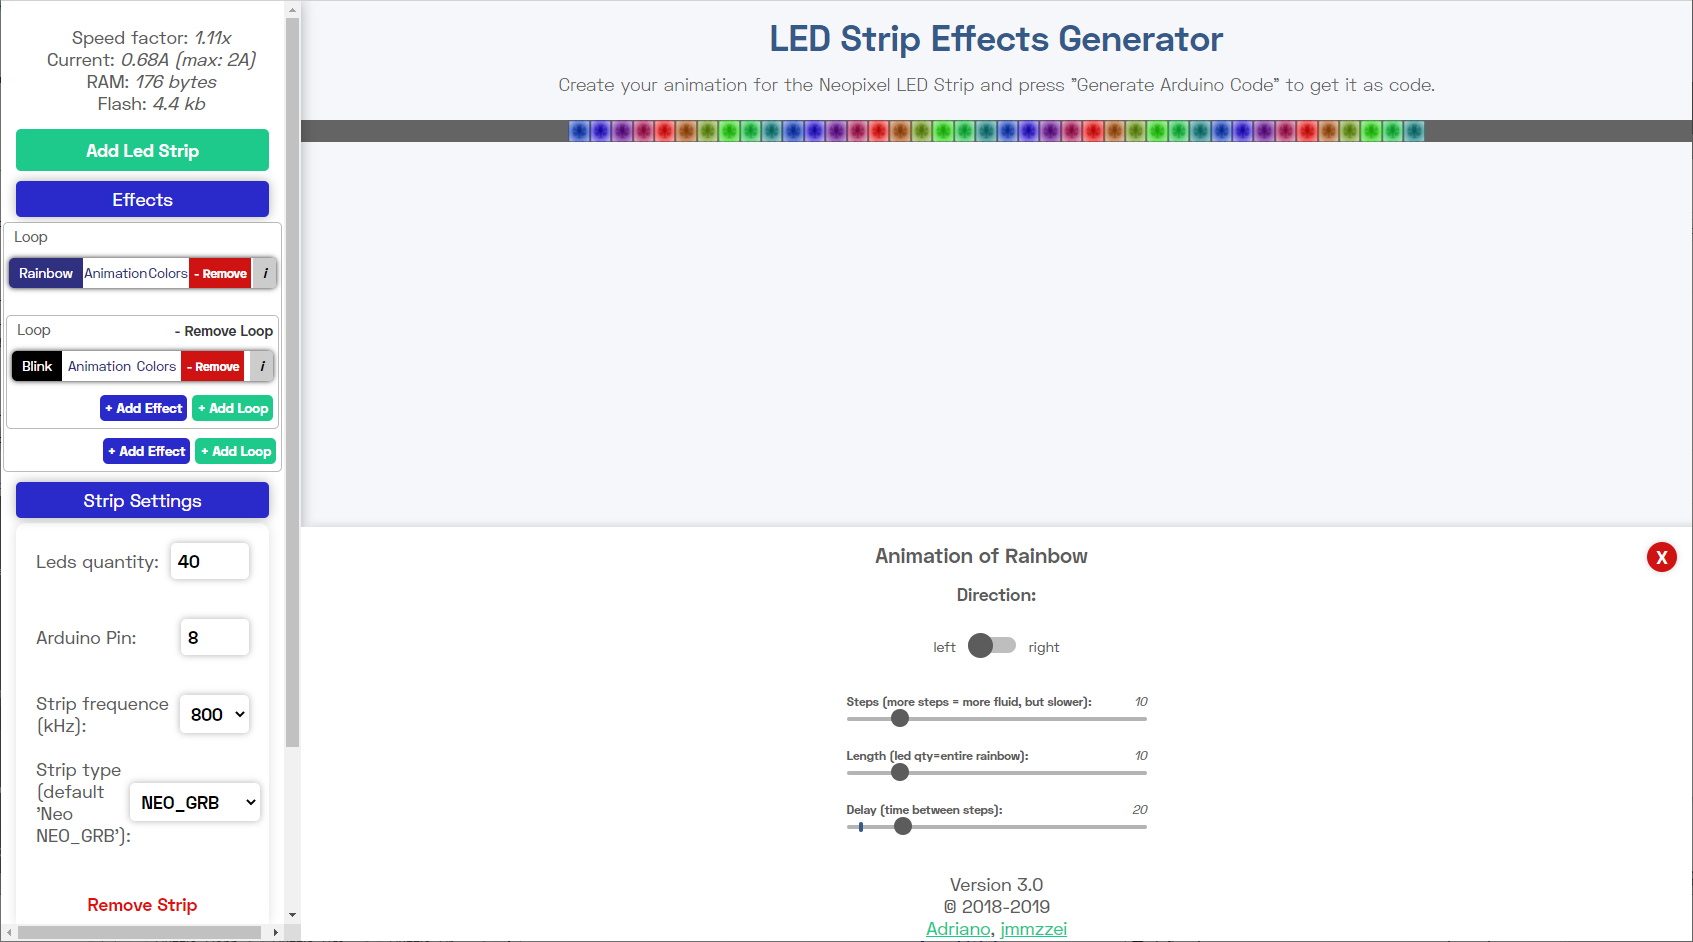 Speed factor: 1.11x
Current: 0.68A (max: 2A)
RAM: 176 bytes
Flash: 4.4 kb
Add Led Strip
Effects
Loop
Rainbow Animation Colors - Remove i
Loop - Remove Loop
Blink Animation Colors - Remove i
+ Add Effect + Add Loop
+ Add Effect + Add Loop
Strip Settings
Leds quantity: 40
Arduino Pin: 8
Strip frequence
(kHz): 800
Strip type
(default
'Neo
NEO_GRB'): NEO_GRB
Remove Strip
LED Strip Effects Generator
Create your animation for the Neopixel LED Strip and press "Generate Arduino Code" to get it as code.
Animation of Rainbow
X
Direction:
left right
Steps (more steps = more fluid, but slower): 10
Length (led qty=entire rainbow): 10
Delay (time between steps): 20
Version 3.0
© 2018-2019
Adriano, jmmzzei